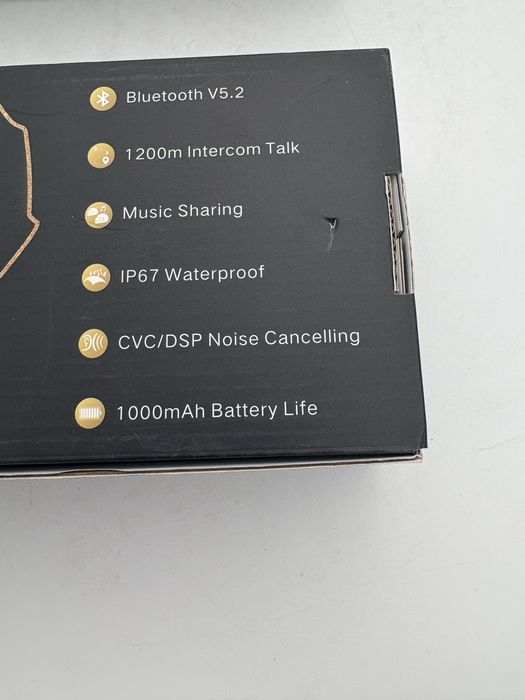 Bluetooth V5.2
1200m Intercom Talk
Music Sharing
IP67 Waterproof
CVC/DSP Noise Cancelling
1000mAh Battery Life